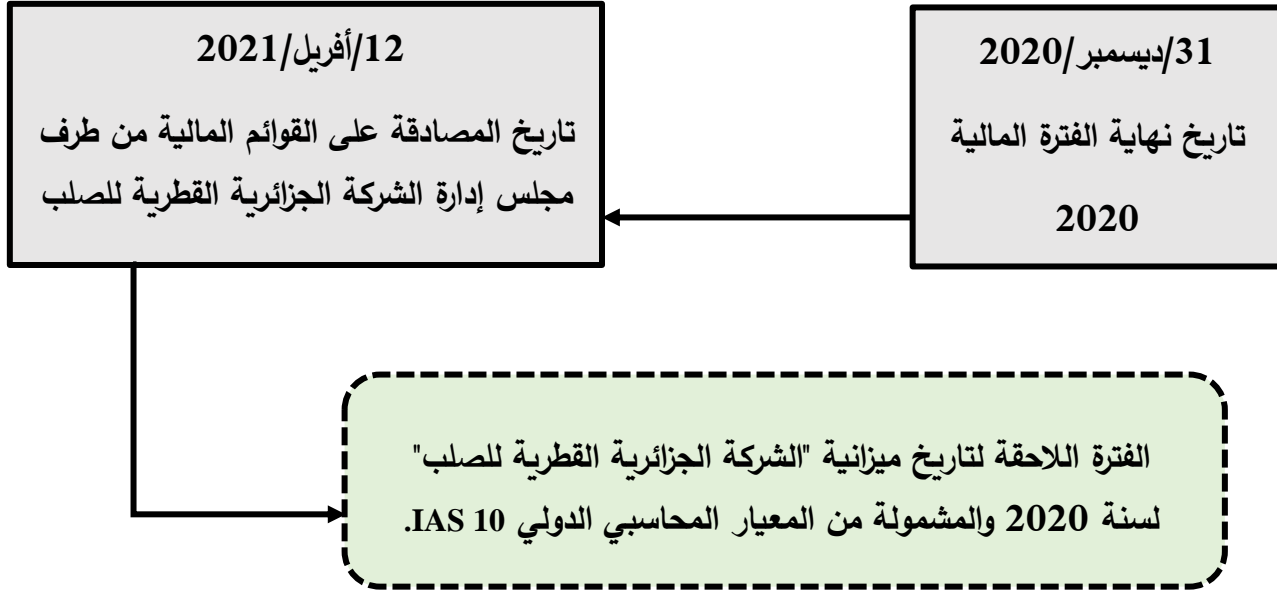 31/ديسمبر/2020
تاريخ نهاية الفترة المالية
2020
12/أفريل/2021
تاريخ المصادقة على القوائم المالية من طرف
مجلس إدارة الشركة الجزائرية القطرية للصلب
الفترة اللاحقة لتاريخ ميزانية "الشركة الجزائرية القطرية للصلب"
لسنة 2020 والمشمولة من المعيار المحاسبي الدولي IAS 10.